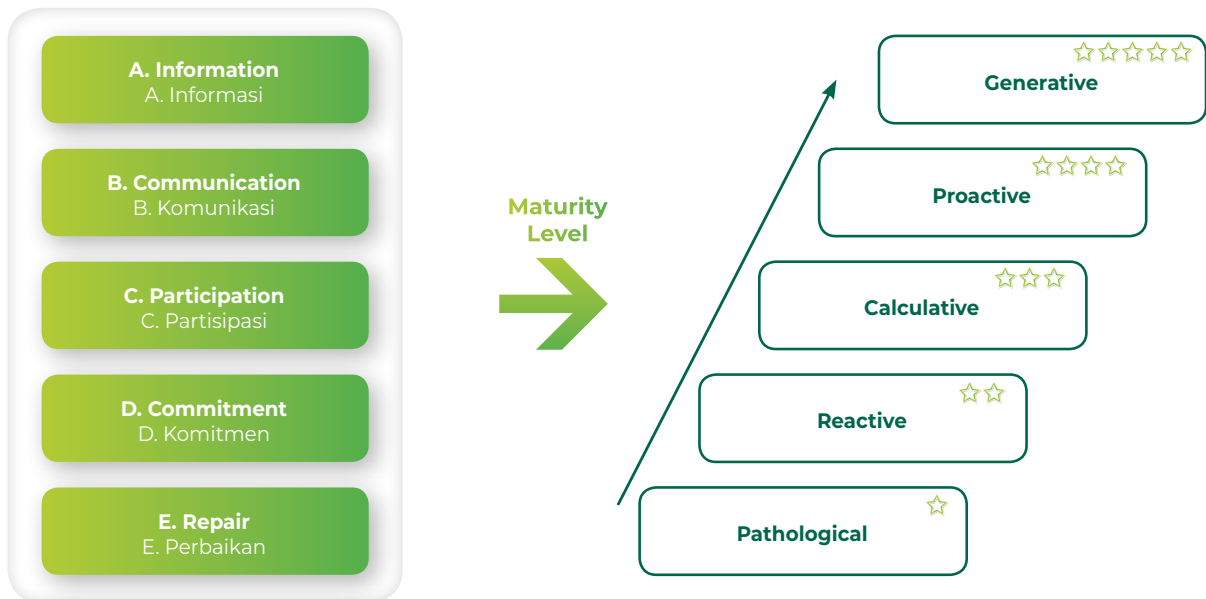 A. Information
A. Informasi
B. Communication
B. Komunikasi
C. Participation
C. Partisipasi
D. Commitment
D. Komitmen
E. Repair
E. Perbaikan
Maturity
Level
Generative
Proactive
Calculative
Reactive
Pathological